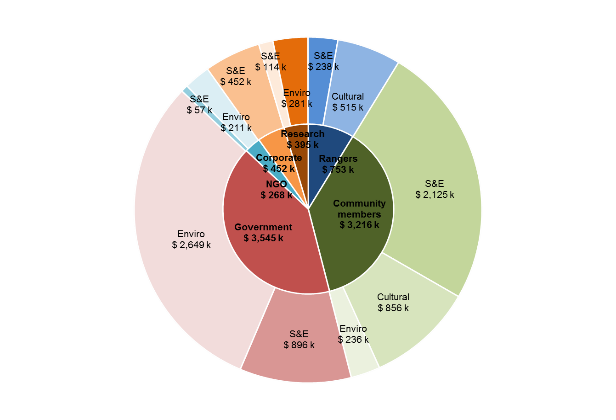 S&E
$ 114 k
S&E
$ 238 k
S&E
$ 452 k
Enviro
$ 281 k
Cultural
$ 515 k
S&E
$ 57 k
Enviro
$ 211 k
Research
$ 395 k
Corporate
$ 452 k
Rangers
$ 753 k
NGO
$ 268 k
S&E
$ 2,125 k
Community
members
$ 3,216 k
Government
$ 3,545 k
Enviro
$ 2,649 k
Cultural
$ 856 k
Enviro
$ 236 k
S&E
$ 896 k